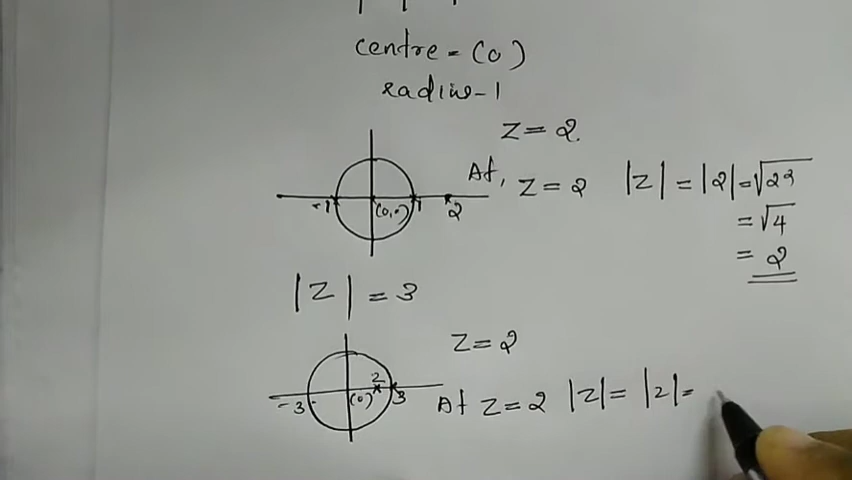 centre = (0)
radius - 1
z = 2.
At, z = 2 |z| = |2| = √2²
-1 (0,0) 1 2
= √4
= 2
|z| = 3
z = 2
2
-3 (0) 3
At z = 2 |z| = |2| =